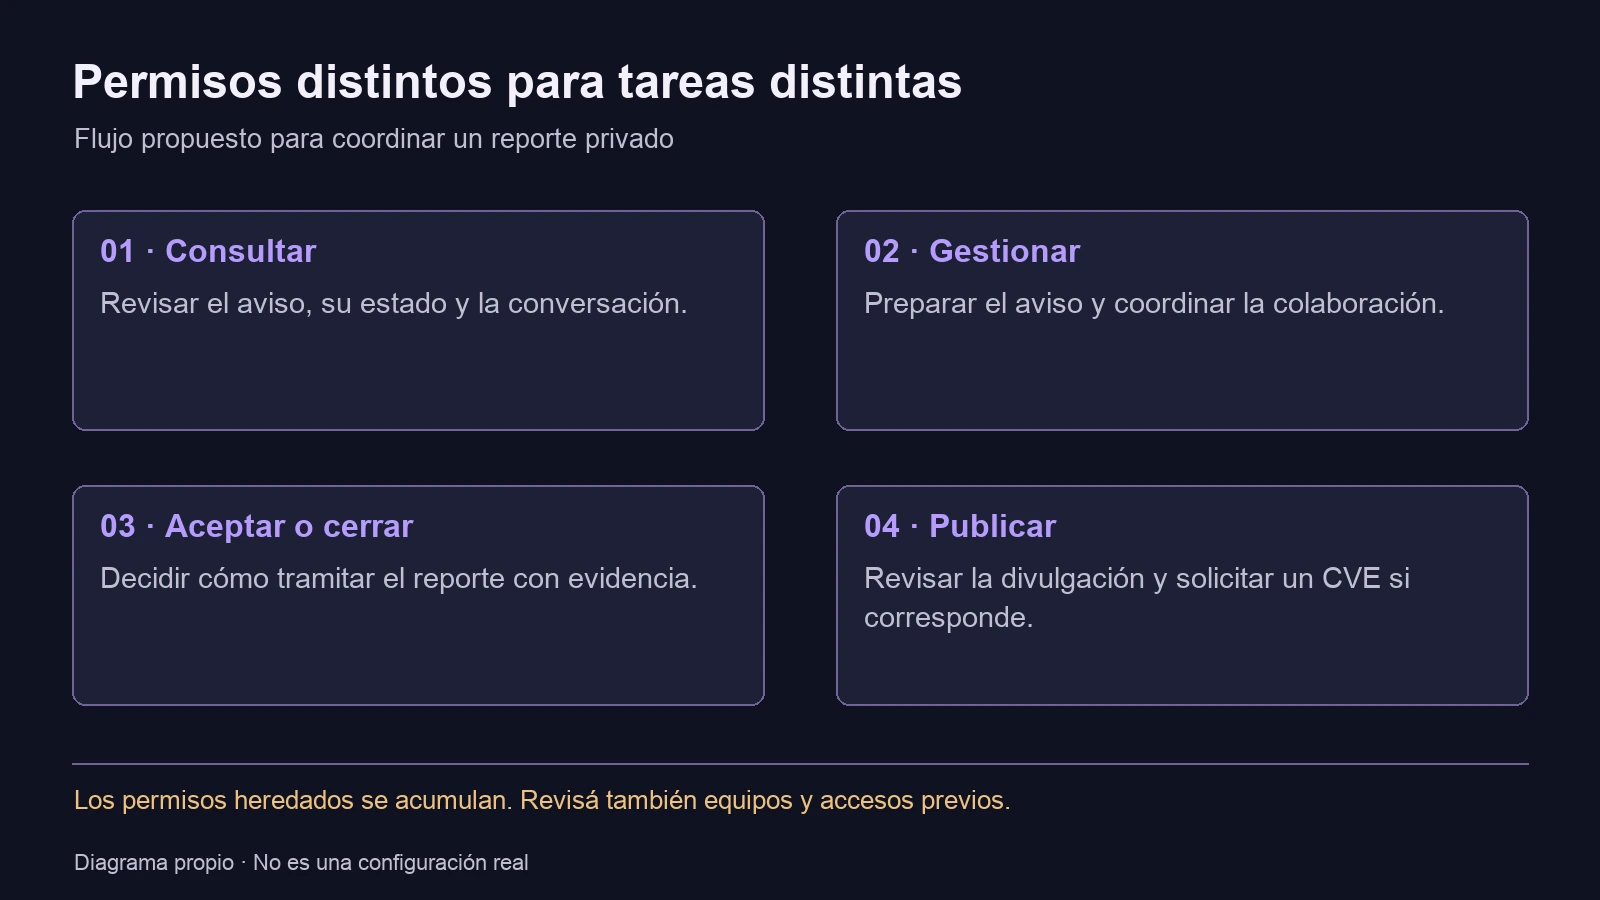 Permisos distintos para tareas distintas
Flujo propuesto para coordinar un reporte privado
01 · Consultar
Revisar el aviso, su estado y la conversación.
02 · Gestionar
Preparar el aviso y coordinar la colaboración.
03 · Aceptar o cerrar
Decidir cómo tramitar el reporte con evidencia.
04 · Publicar
Revisar la divulgación y solicitar un CVE si
corresponde.
Los permisos heredados se acumulan. Revisá también equipos y accesos previos.
Diagrama propio · No es una configuración real